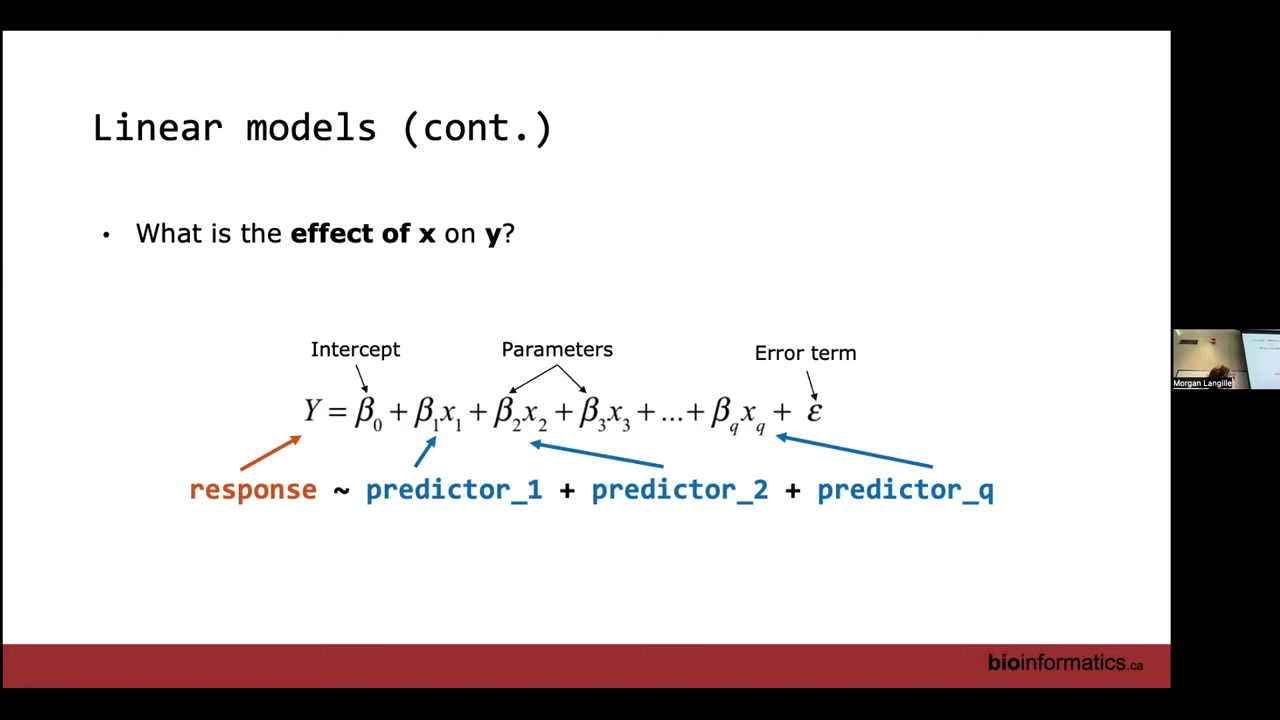 Linear models (cont.)
• What is the effect of x on y?
Intercept Parameters Error term
Y = β₀ + β₁x₁ + β₂x₂ + β₃x₃ + ... + β_q x_q + ε
response ~ predictor_1 + predictor_2 + predictor_q
Morgan Langille
bioinformatics.ca